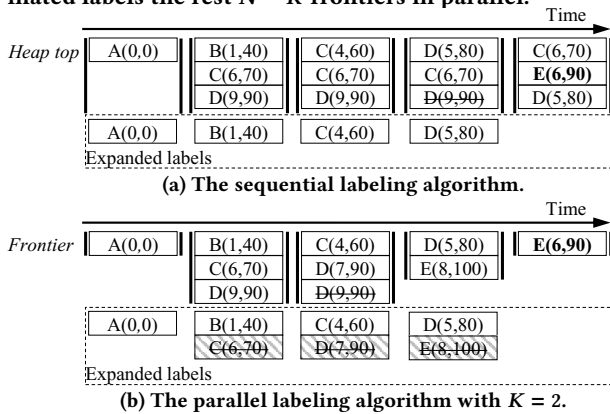 mated labels the rest N − K frontiers in parallel.
Time
Heap top A(0,0) B(1,40) C(4,60) D(5,80) C(6,70)
C(6,70) C(6,70) C(6,70) E(6,90)
D(9,90) D(9,90) D(9,90) D(5,80)
A(0,0) B(1,40) C(4,60) D(5,80)
Expanded labels
(a) The sequential labeling algorithm.
Time
Frontier A(0,0) B(1,40) C(4,60) D(5,80) E(6,90)
C(6,70) D(7,90) E(8,100)
D(9,90) D(9,90)
A(0,0) B(1,40) C(4,60) D(5,80)
C(6,70) D(7,90) E(8,100)
Expanded labels
(b) The parallel labeling algorithm with K = 2.